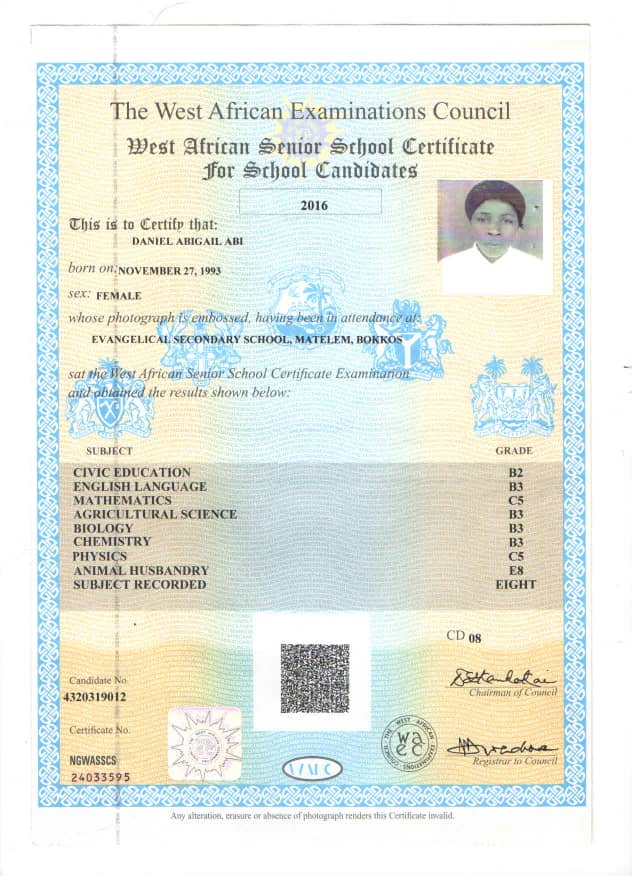 The West African Examinations Council
West African Senior School Certificate
For School Candidates
2016
This is to Certify that:
DANIEL ABIGAIL ABI
born on: NOVEMBER 27, 1993
sex: FEMALE
whose photograph is embossed, having been in attendance at:
EVANGELICAL SECONDARY SCHOOL, MATELEM, BOKKOS
sat the West African Senior School Certificate Examination
and obtained the results shown below:
SUBJECT GRADE
CIVIC EDUCATION B2
ENGLISH LANGUAGE B3
MATHEMATICS C5
AGRICULTURAL SCIENCE B3
BIOLOGY B3
CHEMISTRY B3
PHYSICS C5
ANIMAL HUSBANDRY E8
SUBJECT RECORDED EIGHT
CD 08
Candidate No.
4320319012
Chairman of Council
Certificate No.
NGWASSCS
24033595
THE WEST AFRICAN EXAMINATIONS COUNCIL
waec
Registrar to Council
Any alteration, erasure or absence of photograph renders this Certificate invalid.